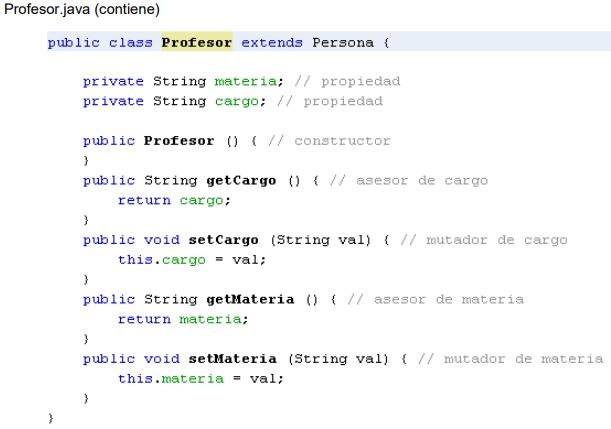 Profesor.java (contiene)
public class Profesor extends Persona {
private String materia; // propiedad
private String cargo; // propiedad
public Profesor () { // constructor
}
public String getCargo () { // asesor de cargo
return cargo;
}
public void setCargo (String val) { // mutador de cargo
this.cargo = val;
}
public String getMateria () { // asesor de materia
return materia;
}
public void setMateria (String val) { // mutador de materia
this.materia = val;
}
}